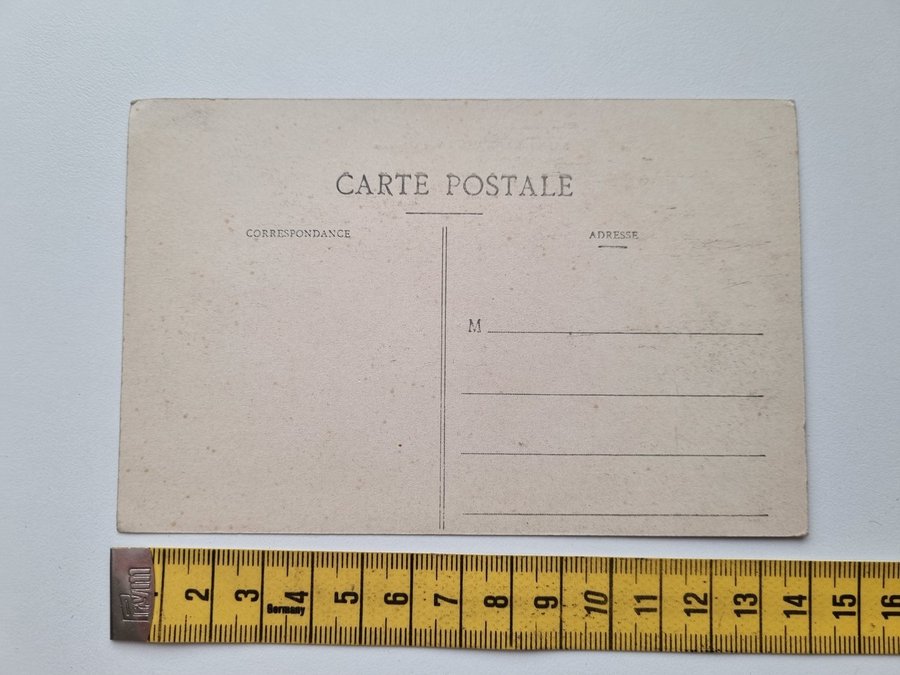 CARTE POSTALE
CORRESPONDANCE
ADRESSE
M
Prym 2 3 Germany 4 5 6 7 8 9 10 11 12 13 14 15 16